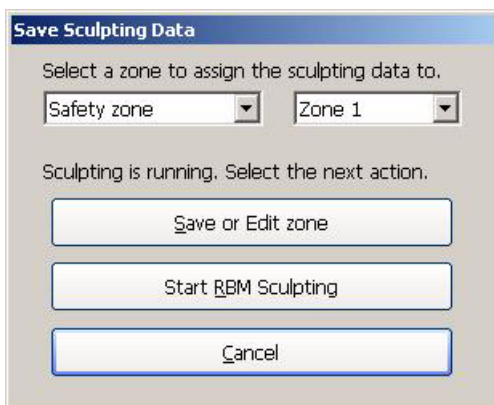 Save Sculpting Data
Select a zone to assign the sculpting data to.
Safety zone Zone 1
Sculpting is running. Select the next action.
Save or Edit zone
Start RBM Sculpting
Cancel